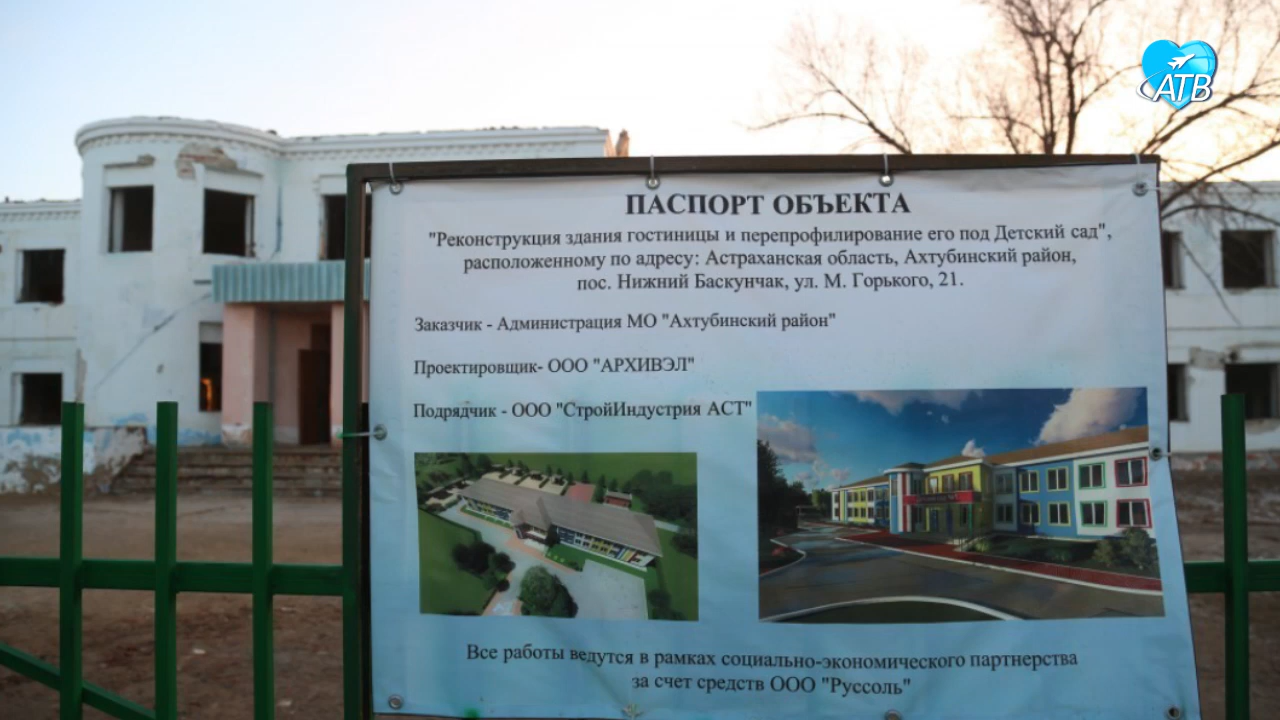 АТВ
ПАСПОРТ ОБЪЕКТА
"Реконструкция здания гостиницы и перепрофилирование его под Детский сад",
расположенному по адресу: Астраханская область, Ахтубинский район,
пос. Нижний Баскунчак, ул. М. Горького, 21.
Заказчик - Администрация МО "Ахтубинский район"
Проектировщик- ООО "АРХИВЭЛ"
Подрядчик - ООО "СтройИндустрия АСТ"
Все работы ведутся в рамках социально-экономического партнерства
за счет средств ООО "Руссоль"